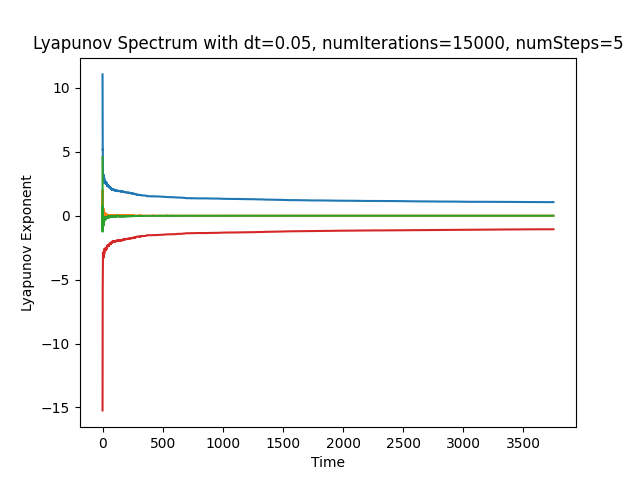 Lyapunov Spectrum with dt=0.05, numIterations=15000, numSteps=5
10
5
0
−5
−10
−15
Lyapunov Exponent
0 500 1000 1500 2000 2500 3000 3500
Time